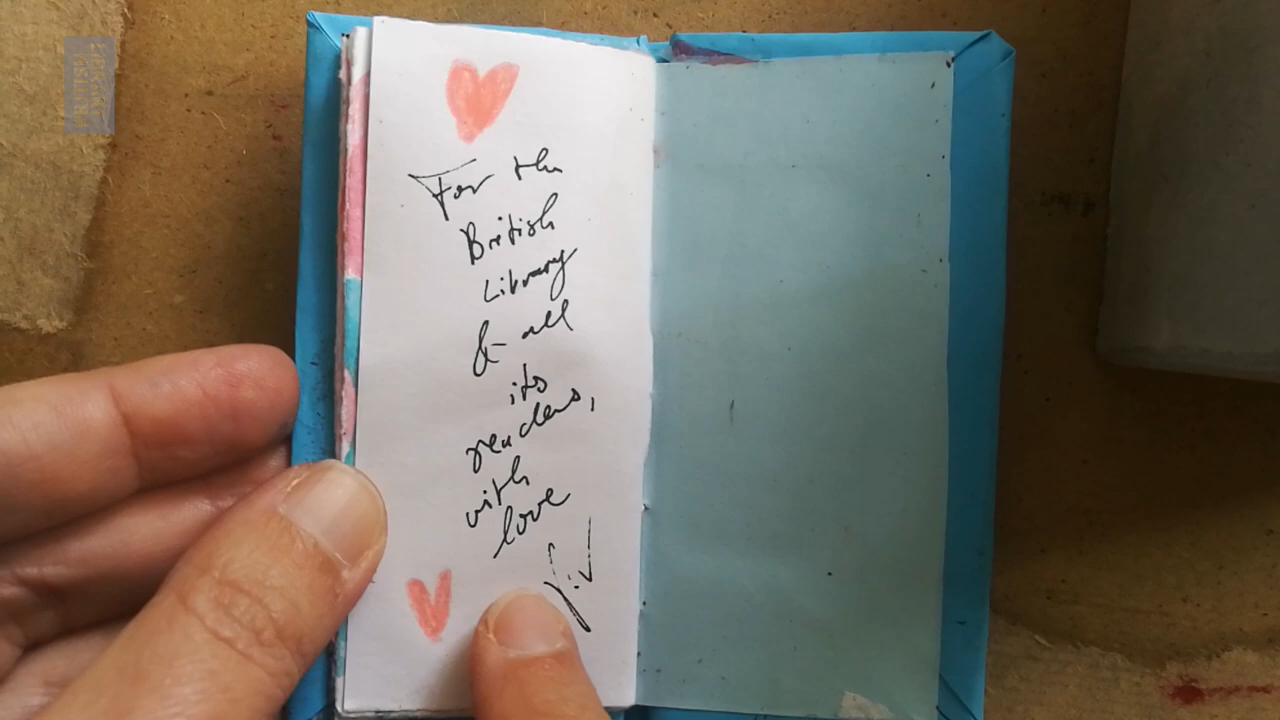 For the
British
Library
& all
its
readers,
with
love